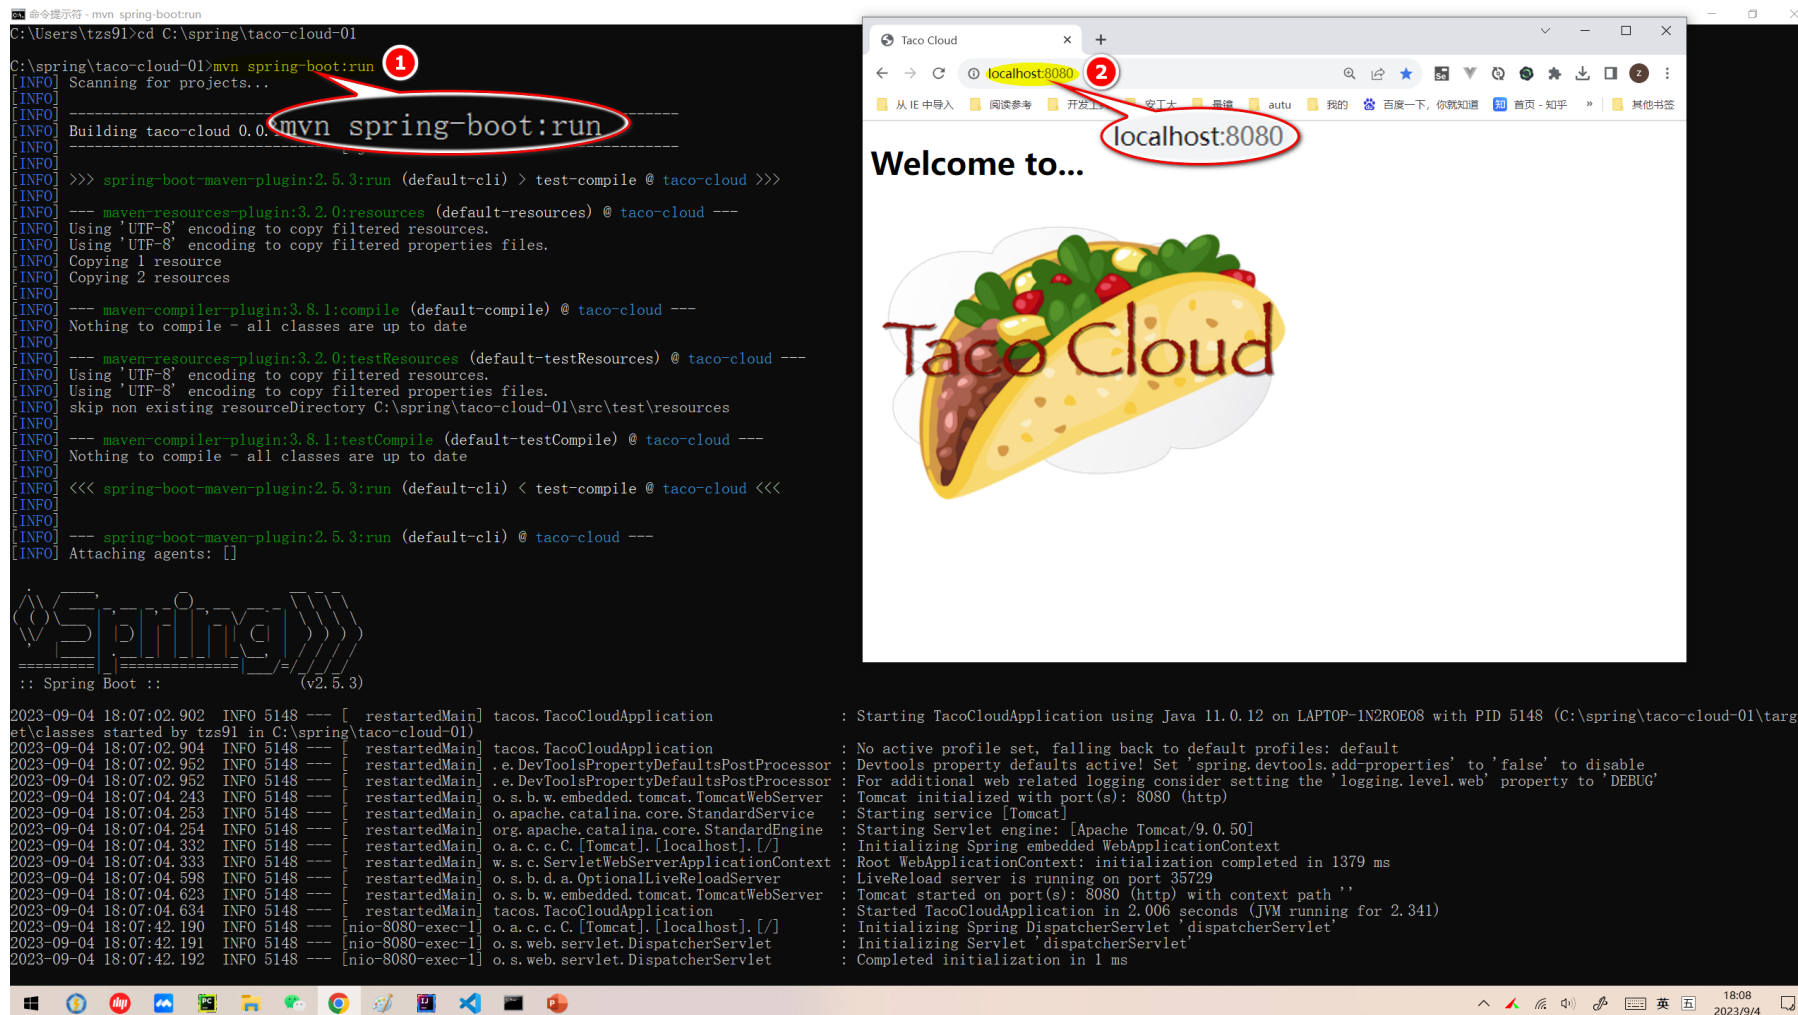 命令提示符 - mvn spring-boot:run
C:\Users\tzs91>cd C:\spring\taco-cloud-01
C:\spring\taco-cloud-01>mvn spring-boot:run
1
[INFO] Scanning for projects...
[INFO]
[INFO] ------------------------------------------------------------------------
[INFO] Building taco-cloud 0.0.
mvn spring-boot:run
[INFO] ------------------------------------------------------------------------
[INFO]
[INFO] >>> spring-boot-maven-plugin:2.5.3:run (default-cli) > test-compile @ taco-cloud >>>
[INFO]
[INFO] --- maven-resources-plugin:3.2.0:resources (default-resources) @ taco-cloud ---
[INFO] Using 'UTF-8' encoding to copy filtered resources.
[INFO] Using 'UTF-8' encoding to copy filtered properties files.
[INFO] Copying 1 resource
[INFO] Copying 2 resources
[INFO]
[INFO] --- maven-compiler-plugin:3.8.1:compile (default-compile) @ taco-cloud ---
[INFO] Nothing to compile - all classes are up to date
[INFO]
[INFO] --- maven-resources-plugin:3.2.0:testResources (default-testResources) @ taco-cloud ---
[INFO] Using 'UTF-8' encoding to copy filtered resources.
[INFO] Using 'UTF-8' encoding to copy filtered properties files.
[INFO] skip non existing resourceDirectory C:\spring\taco-cloud-01\src\test\resources
[INFO]
[INFO] --- maven-compiler-plugin:3.8.1:testCompile (default-testCompile) @ taco-cloud ---
[INFO] Nothing to compile - all classes are up to date
[INFO]
[INFO] <<< spring-boot-maven-plugin:2.5.3:run (default-cli) < test-compile @ taco-cloud <<<
[INFO]
[INFO]
[INFO] --- spring-boot-maven-plugin:2.5.3:run (default-cli) @ taco-cloud ---
[INFO] Attaching agents: []
Spring
:: Spring Boot :: (v2.5.3)
2023-09-04 18:07:02.902 INFO 5148 --- [ restartedMain] tacos.TacoCloudApplication : Starting TacoCloudApplication using Java 11.0.12 on LAPTOP-1N2ROEO8 with PID 5148 (C:\spring\taco-cloud-01\targ
et\classes started by tzs91 in C:\spring\taco-cloud-01)
2023-09-04 18:07:02.904 INFO 5148 --- [ restartedMain] tacos.TacoCloudApplication : No active profile set, falling back to default profiles: default
2023-09-04 18:07:02.952 INFO 5148 --- [ restartedMain] .e.DevToolsPropertyDefaultsPostProcessor : Devtools property defaults active! Set 'spring.devtools.add-properties' to 'false' to disable
2023-09-04 18:07:02.952 INFO 5148 --- [ restartedMain] .e.DevToolsPropertyDefaultsPostProcessor : For additional web related logging consider setting the 'logging.level.web' property to 'DEBUG'
2023-09-04 18:07:04.243 INFO 5148 --- [ restartedMain] o.s.b.w.embedded.tomcat.TomcatWebServer : Tomcat initialized with port(s): 8080 (http)
2023-09-04 18:07:04.253 INFO 5148 --- [ restartedMain] o.apache.catalina.core.StandardService : Starting service [Tomcat]
2023-09-04 18:07:04.254 INFO 5148 --- [ restartedMain] org.apache.catalina.core.StandardEngine : Starting Servlet engine: [Apache Tomcat/9.0.50]
2023-09-04 18:07:04.332 INFO 5148 --- [ restartedMain] o.a.c.c.C.[Tomcat].[localhost].[/] : Initializing Spring embedded WebApplicationContext
2023-09-04 18:07:04.333 INFO 5148 --- [ restartedMain] w.s.c.ServletWebServerApplicationContext : Root WebApplicationContext: initialization completed in 1379 ms
2023-09-04 18:07:04.598 INFO 5148 --- [ restartedMain] o.s.b.d.a.OptionalLiveReloadServer : LiveReload server is running on port 35729
2023-09-04 18:07:04.623 INFO 5148 --- [ restartedMain] o.s.b.w.embedded.tomcat.TomcatWebServer : Tomcat started on port(s): 8080 (http) with context path ''
2023-09-04 18:07:04.634 INFO 5148 --- [ restartedMain] tacos.TacoCloudApplication : Started TacoCloudApplication in 2.006 seconds (JVM running for 2.341)
2023-09-04 18:07:42.190 INFO 5148 --- [nio-8080-exec-1] o.a.c.c.C.[Tomcat].[localhost].[/] : Initializing Spring DispatcherServlet 'dispatcherServlet'
2023-09-04 18:07:42.191 INFO 5148 --- [nio-8080-exec-1] o.s.web.servlet.DispatcherServlet : Initializing Servlet 'dispatcherServlet'
2023-09-04 18:07:42.192 INFO 5148 --- [nio-8080-exec-1] o.s.web.servlet.DispatcherServlet : Completed initialization in 1 ms
Taco Cloud
localhost:8080
2
Se
z
从 IE 中导入 阅读参考 开发工 安工大 autu 我的 百度一下，你就知道 知 首页 - 知乎 » 其他书签
localhost:8080
Welcome to...
Taco Cloud
PC
IJ
P
英 五
18:08
2023/9/4